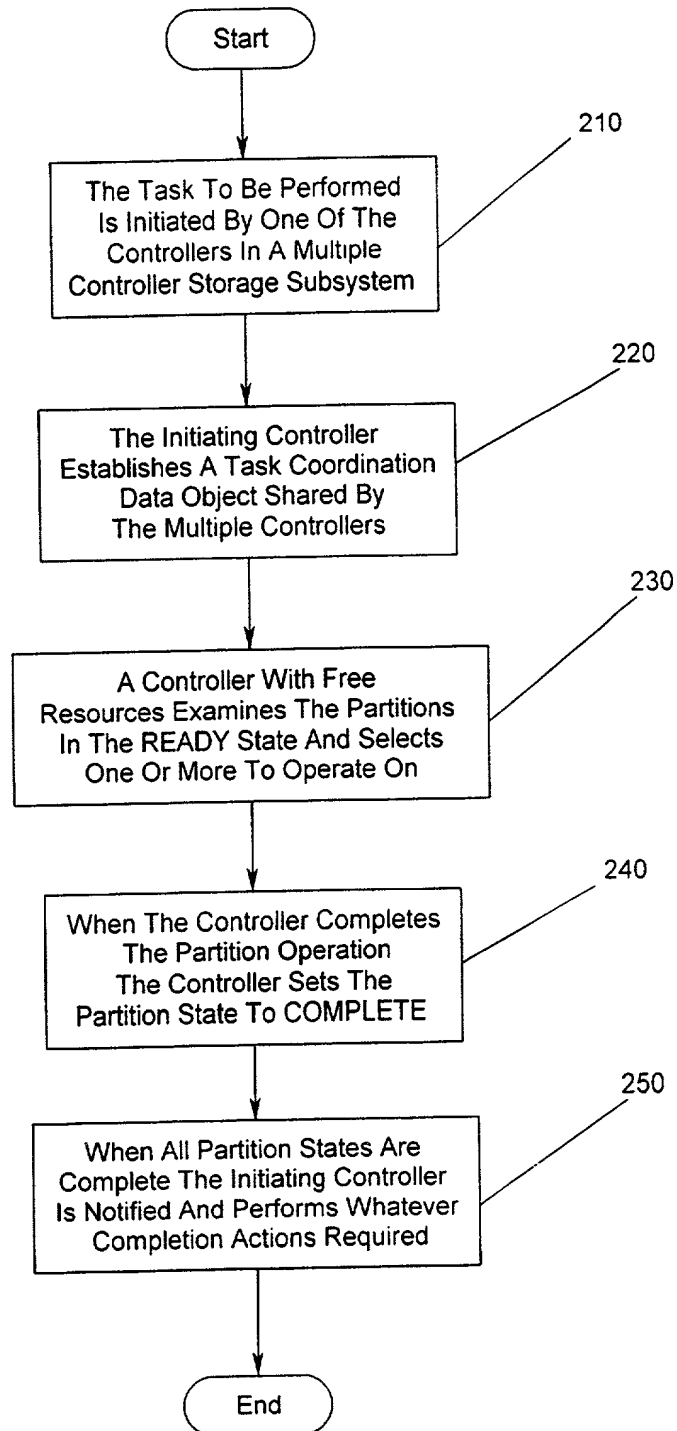 Start
210
The Task To Be Performed
Is Initiated By One Of The
Controllers In A Multiple
Controller Storage Subsystem
220
The Initiating Controller
Establishes A Task Coordination
Data Object Shared By
The Multiple Controllers
230
A Controller With Free
Resources Examines The Partitions
In The READY State And Selects
One Or More To Operate On
240
When The Controller Completes
The Partition Operation
The Controller Sets The
Partition State To COMPLETE
250
When All Partition States Are
Complete The Initiating Controller
Is Notified And Performs Whatever
Completion Actions Required
End